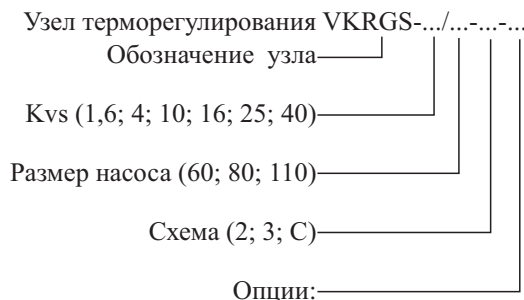 Узел терморегулирования VKRGS-.../...-...-...
Обозначение узла
Kvs (1,6; 4; 10; 16; 25; 40)
Размер насоса (60; 80; 110)
Схема (2; 3; С)
Опции: